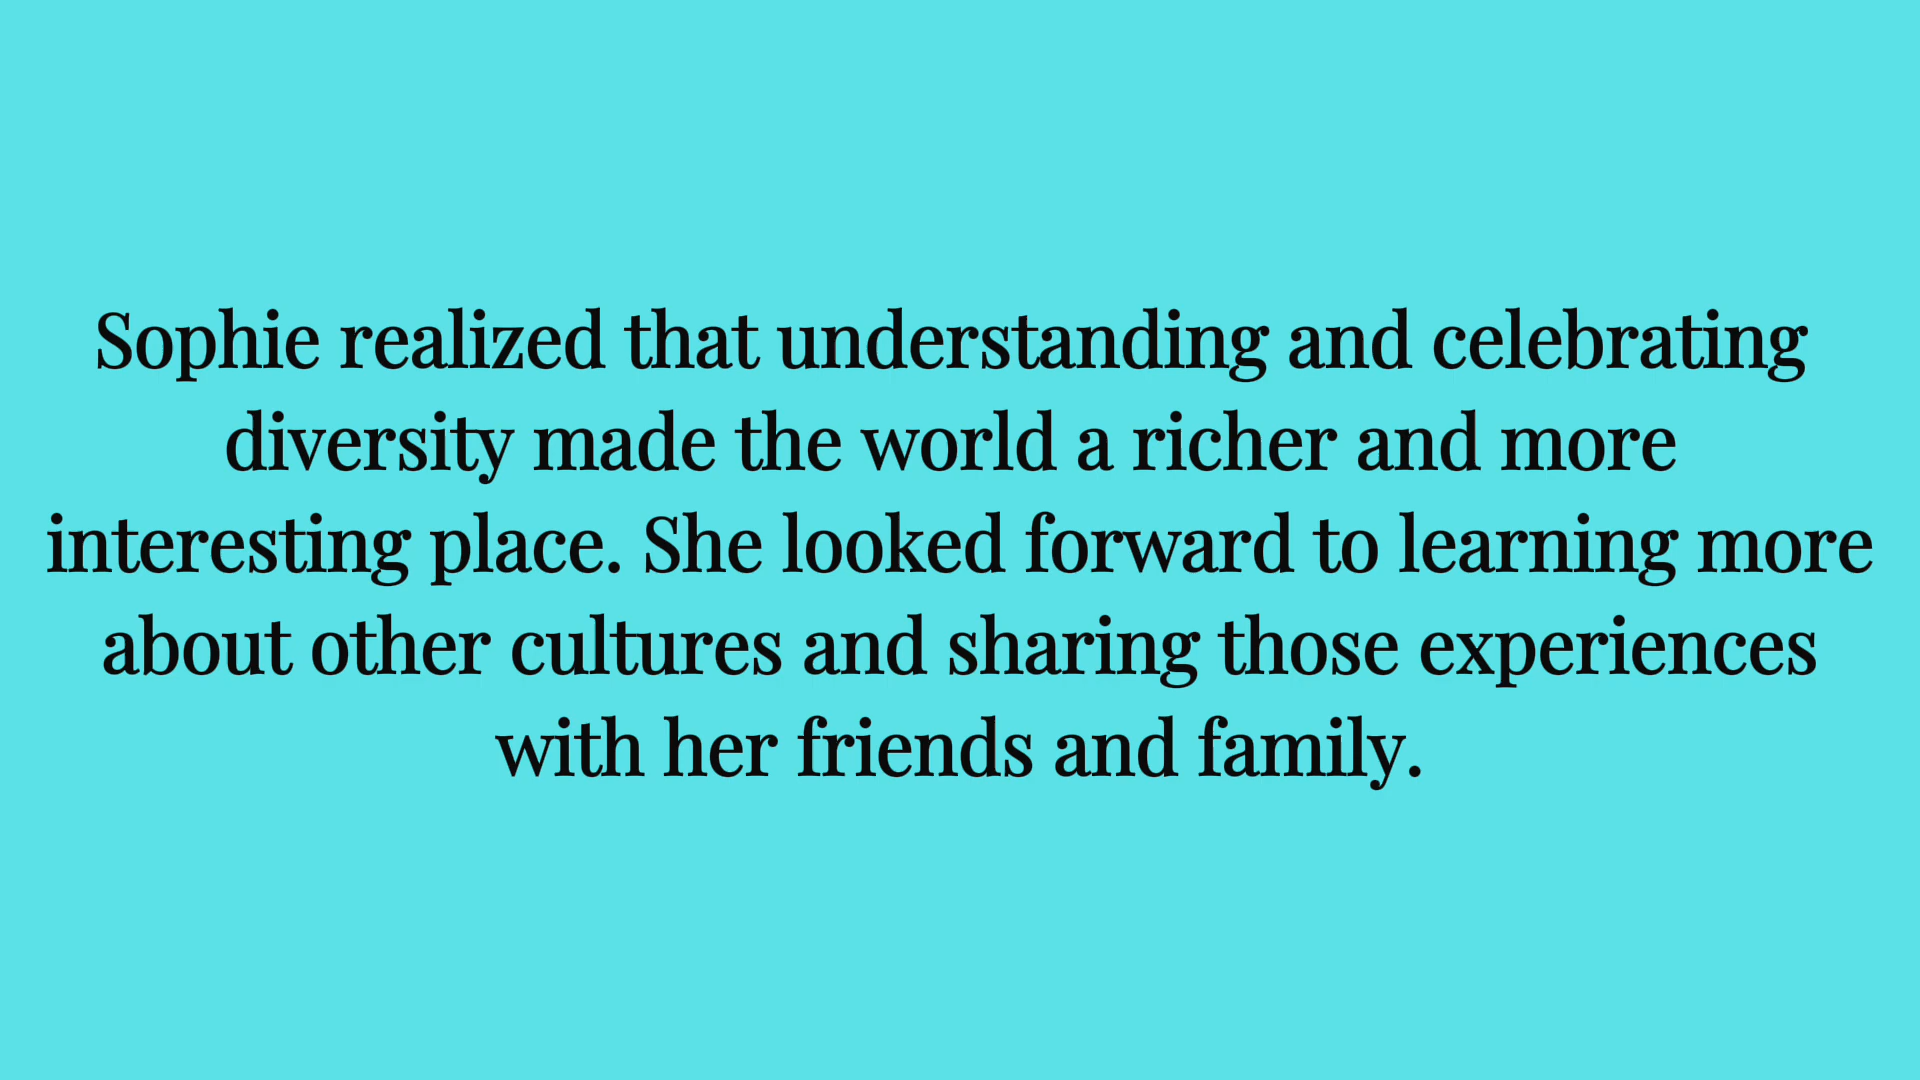 Sophie realized that understanding and celebrating
diversity made the world a richer and more
interesting place. She looked forward to learning more
about other cultures and sharing those experiences
with her friends and family.